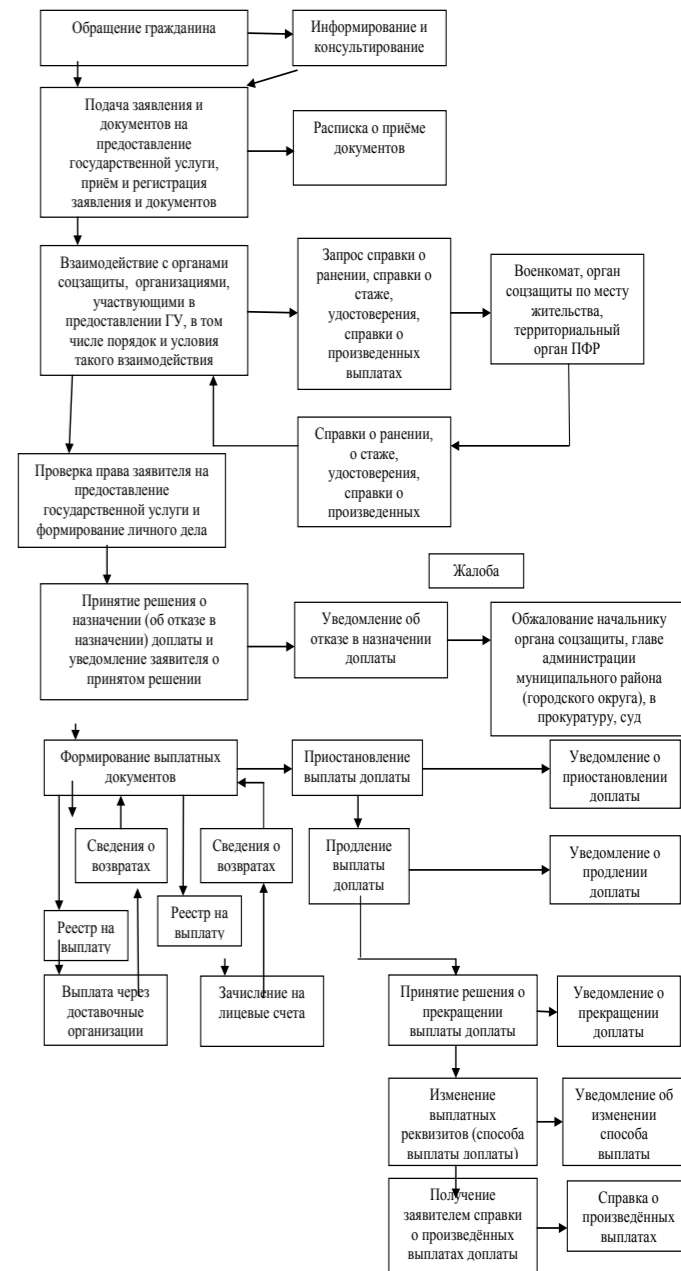 Обращение гражданина
Информирование и
консультирование
Подача заявления и
документов на
предоставление
государственной услуги,
приём и регистрация
заявления и документов
Расписка о приёме
документов
Взаимодействие с органами
соцзащиты, организациями,
участвующими в
предоставлении ГУ, в том
числе порядок и условия
такого взаимодействия
Запрос справки о
ранении, справки о
стаже,
удостоверения,
справки о
произведенных
выплатах
Военкомат, орган
соцзащиты по месту
жительства,
территориальный
орган ПФР
Справки о ранении,
о стаже,
удостоверения,
справки о
произведенных
Проверка права заявителя на
предоставление
государственной услуги и
формирование личного дела
Жалоба
Принятие решения о
назначении (об отказе в
назначении) доплаты и
уведомление заявителя о
принятом решении
Уведомление об
отказе в назначении
доплаты
Обжалование начальнику
органа соцзащиты, главе
администрации
муниципального района
(городского округа), в
прокуратуру, суд
Формирование выплатных
документов
Приостановление
выплаты доплаты
Уведомление о
приостановлении
доплаты
Сведения о
возвратах
Сведения о
возвратах
Продление
выплаты
доплаты
Уведомление о
продлении
доплаты
Реестр на
выплату
Реестр на
выплату
Выплата через
доставочные
организации
Зачисление на
лицевые счета
Принятие решения о
прекращении
выплаты доплаты
Уведомление о
прекращении
доплаты
Изменение
выплатных
реквизитов (способа
выплаты доплаты)
Уведомление об
изменении
способа
выплаты
Получение
заявителем справки
о произведённых
выплатах доплаты
Справка о
произведённых
выплатах